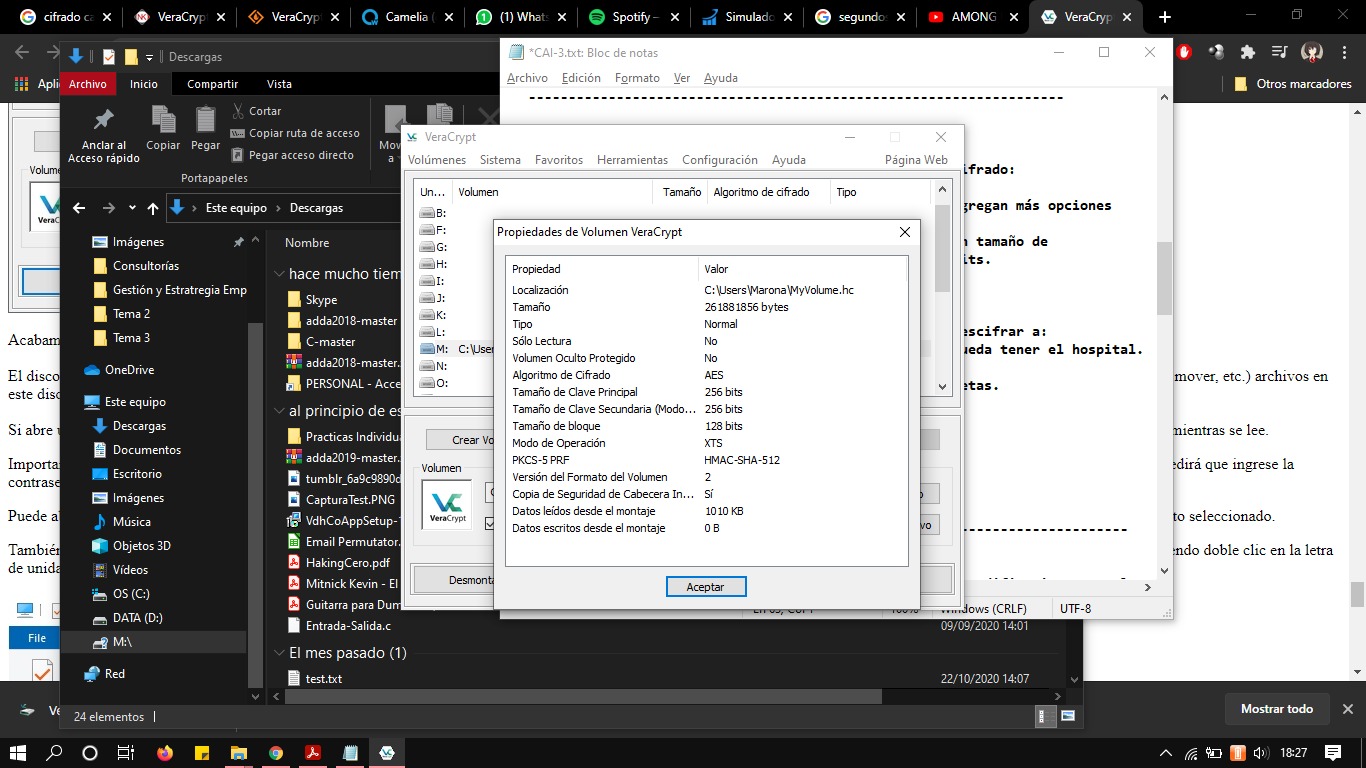 cifrado ca
VeraCrypt
VeraCrypt
Camelia (
(1) Whats
Spotify –
Simulado
segundos
AMONG
VeraCrypt
Descargas
*CAI-3.txt: Bloc de notas
Otros marcadores
Archivo
Inicio
Compartir
Vista
Archivo Edición Formato Ver Ayuda
Anclar al
Acceso rápido
Copiar
Pegar
Cortar
Copiar ruta de acceso
Pegar acceso directo
Portapapeles
VeraCrypt
Volúmenes Sistema Favoritos Herramientas Configuración Ayuda Página Web
Un... Volumen Tamaño Algoritmo de cifrado Tipo
B:
F:
G:
H:
I:
J:
K:
L:
M: C:\User
N:
O:
Crear Vo
Volumen
VeraCrypt
Desmonta
Propiedades de Volumen VeraCrypt
Propiedad Valor
Localización C:\Users\Marona\MyVolume.hc
Tamaño 261881856 bytes
Tipo Normal
Sólo Lectura No
Volumen Oculto Protegido No
Algoritmo de Cifrado AES
Tamaño de Clave Principal 256 bits
Tamaño de Clave Secundaria (Modo... 256 bits
Tamaño de bloque 128 bits
Modo de Operación XTS
PKCS-5 PRF HMAC-SHA-512
Versión del Formato del Volumen 2
Copia de Seguridad de Cabecera In... Sí
Datos leídos desde el montaje 1010 KB
Datos escritos desde el montaje 0 B
Aceptar
ifrado:
gregan más opciones
n tamaño de
its.
escifrar a:
ueda tener el hospital.
etas.
100% Windows (CRLF) UTF-8
Este equipo
Descargas
Imágenes
Consultorías
Gestión y Estratregia Emp
Tema 2
Tema 3
OneDrive
Este equipo
Descargas
Documentos
Escritorio
Imágenes
Música
Objetos 3D
Vídeos
OS (C:)
DATA (D:)
M:\
Red
Nombre
hace mucho tiem
Skype
adda2018-master
C-master
adda2018-master.
PERSONAL - Acce
al principio de es
Practicas Individua
adda2019-master.
tumblr_6a9c9890d
CapturaTest.PNG
VdhCoAppSetup-1
Email Permutator.
HakingCero.pdf
Mitnick Kevin - El
Guitarra para Dum
Entrada-Salida.c 09/09/2020 14:01
El mes pasado (1)
test.txt 22/10/2020 14:07
24 elementos
Volume
Vera
Acabam
El disco
este disc
Si abre u
Importan
contrase
Puede ab
También
de unida
File
mover, etc.) archivos en
mientras se lee.
edirá que ingrese la
to seleccionado.
endo doble clic en la letra
Ve
Mostrar todo
18:27